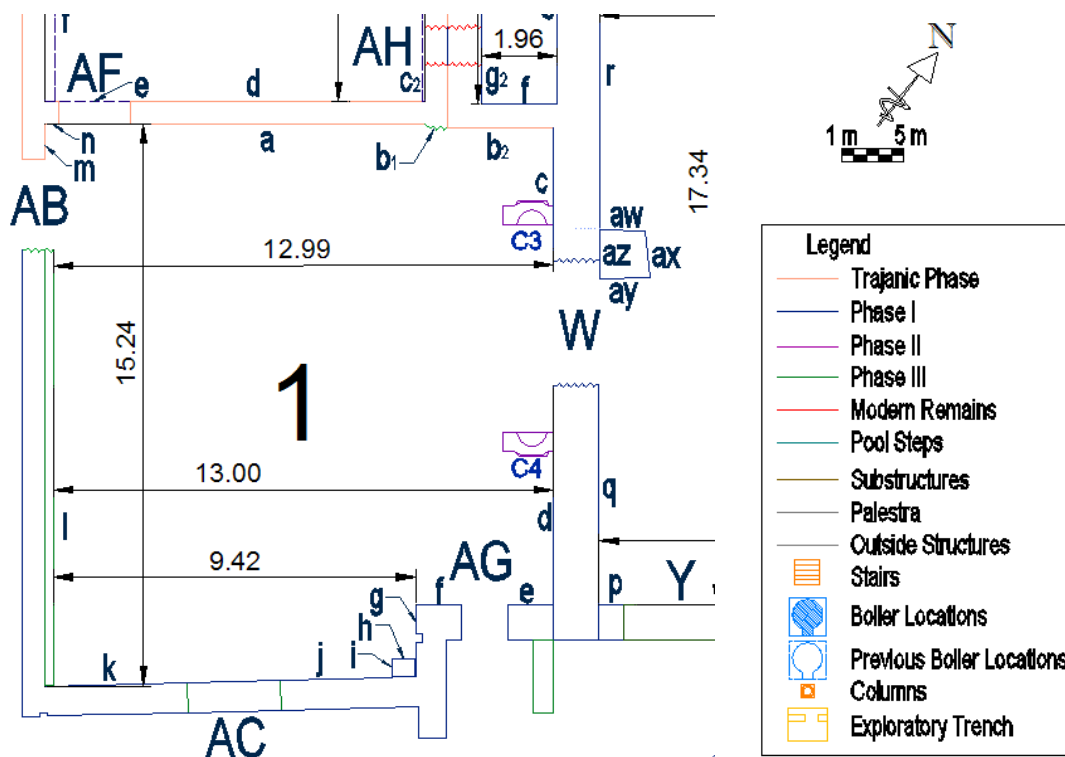 f
AF
e
d
AH
c2
g2
1.96
f
r
N
1 m 5 m
n
m
a
b1
b2
AB
c
C3
aw
az
ax
ay
17.34
12.99
15.24
W
1
C4
13.00
l
d
q
9.42
AG
f
e
p
Y
g
h
i
k
j
AC
Legend
Trajanic Phase
Phase I
Phase II
Phase III
Modern Remains
Pool Steps
Substructures
Palestra
Outside Structures
Stairs
Boller Locations
Previous Boller Locations
Columns
Exploratory Trench